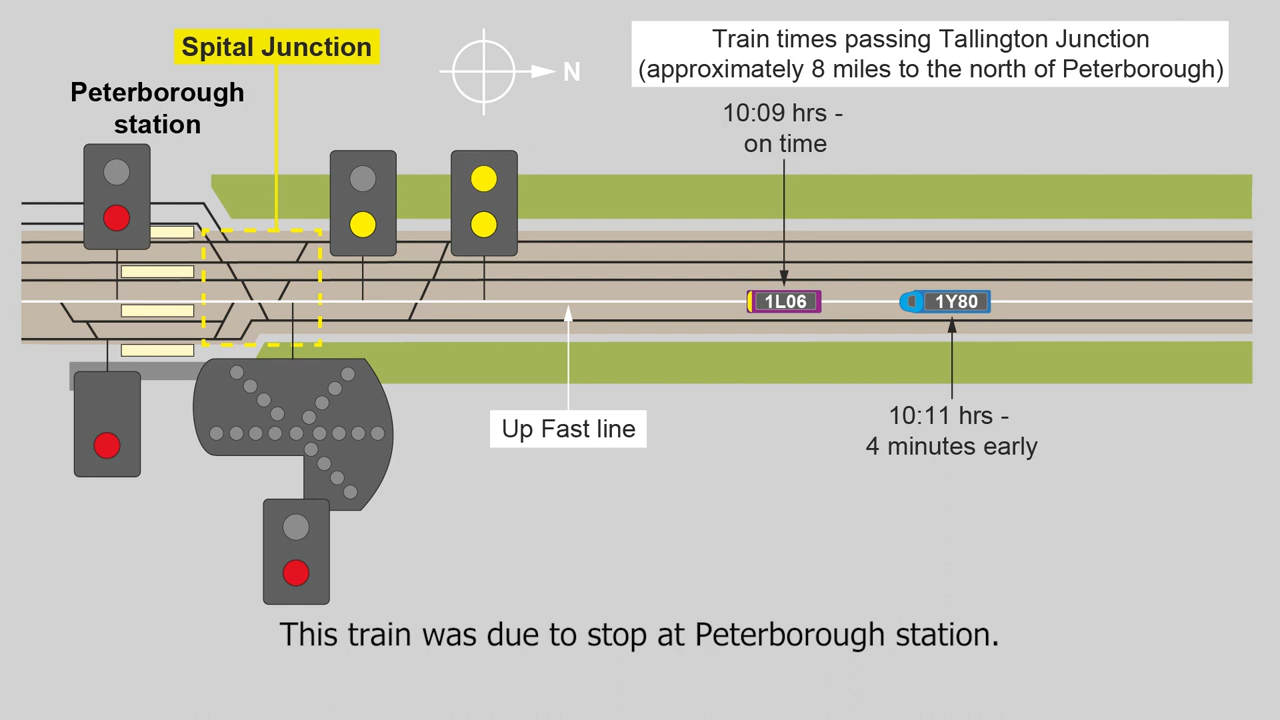 Spital Junction
N
Train times passing Tallington Junction
(approximately 8 miles to the north of Peterborough)
Peterborough
station
10:09 hrs -
on time
1L06
1Y80
Up Fast line
10:11 hrs -
4 minutes early
This train was due to stop at Peterborough station.